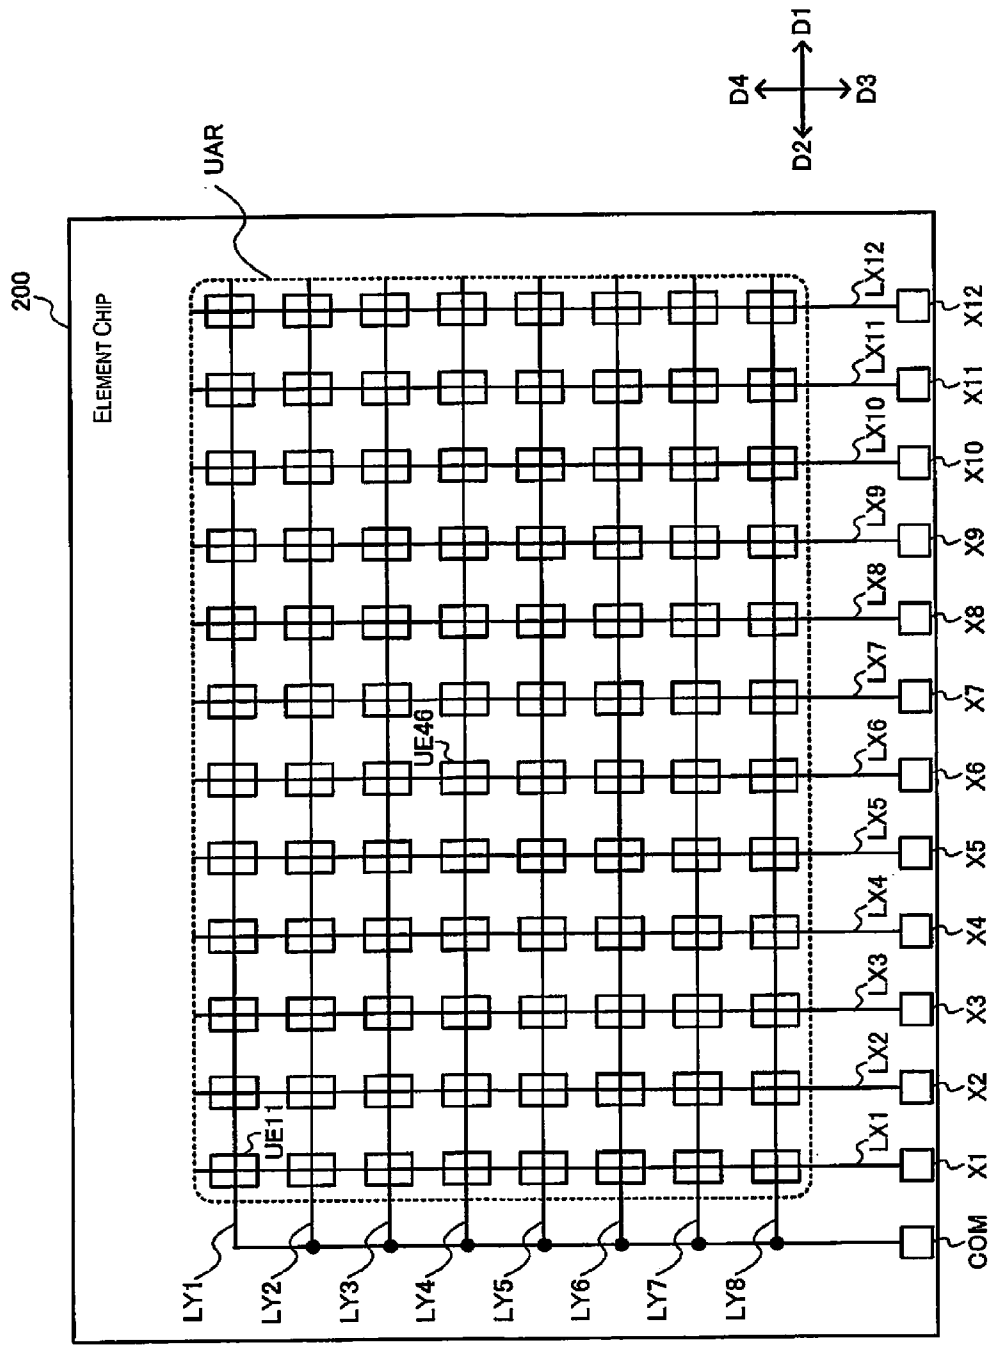 200
ELEMENT CHIP
UAR
D4
D1
D2
D3
UE11
UE46
LY1
LY2
LY3
LY4
LY5
LY6
LY7
LY8
LX1
LX2
LX3
LX4
LX5
LX6
LX7
LX8
LX9
LX10
LX11
LX12
COM
X1
X2
X3
X4
X5
X6
X7
X8
X9
X10
X11
X12